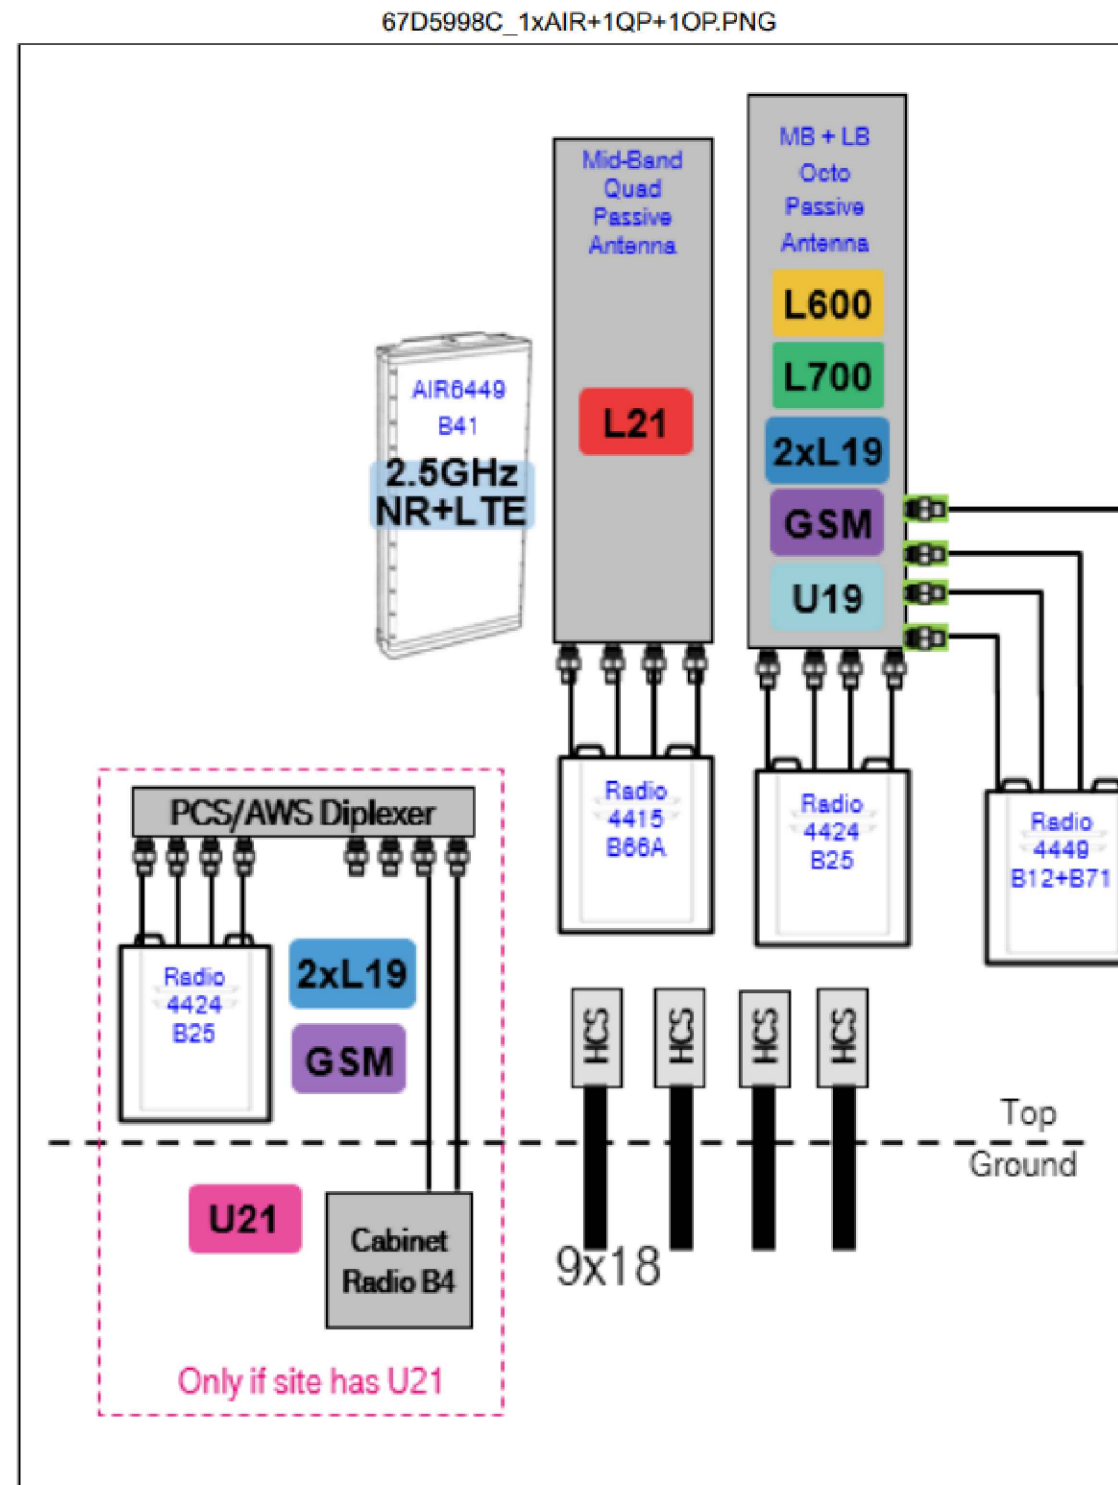 67D5998C_1xAIR+1QP+1OP.PNG
Mid-Band
Quad
Passive
Antenna
L21
MB + LB
Octo
Passive
Antenna
L600
L700
2xL19
GSM
U19
AIR6449
B41
2.5GHz
NR+LTE
PCS/AWS Diplexer
Radio
4424
B25
2xL19
GSM
Radio
4415
B66A
Radio
4424
B25
Radio
4449
B12+B71
HCS
HCS
HCS
HCS
Top
Ground
9x18
U21
Cabinet
Radio B4
Only if site has U21